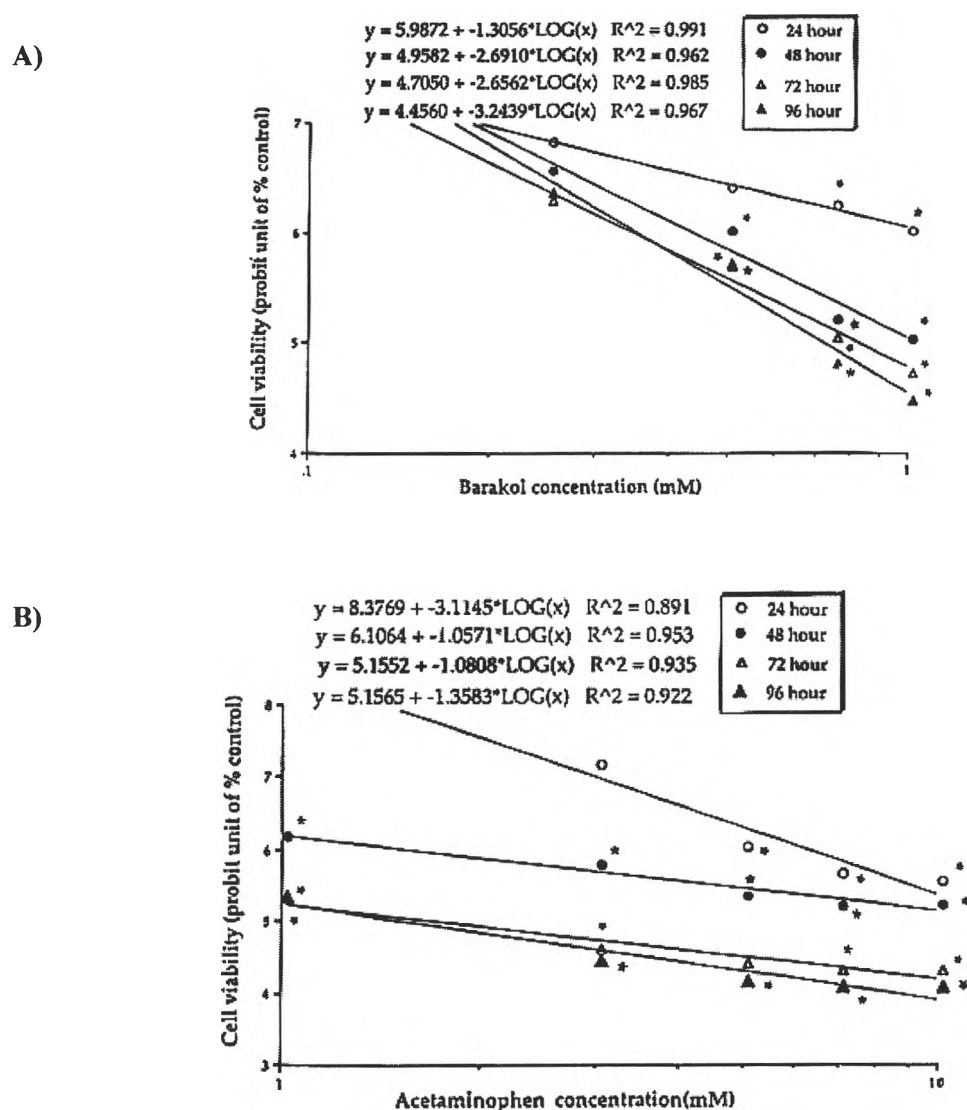 A)
y = 5.9872 + -1.3056*LOG(x) R^2 = 0.991
y = 4.9582 + -2.6910*LOG(x) R^2 = 0.962
y = 4.7050 + -2.6562*LOG(x) R^2 = 0.985
y = 4.4560 + -3.2439*LOG(x) R^2 = 0.967
24 hour
48 hour
72 hour
96 hour
Cell viability (probit unit of % control)
7
6
5
4
.1
1
Barakol concentration (mM)
B)
y = 8.3769 + -3.1145*LOG(x) R^2 = 0.891
y = 6.1064 + -1.0571*LOG(x) R^2 = 0.953
y = 5.1552 + -1.0808*LOG(x) R^2 = 0.935
y = 5.1565 + -1.3583*LOG(x) R^2 = 0.922
24 hour
48 hour
72 hour
96 hour
Cell viability (probit unit of % control)
8
7
6
5
4
3
1
10
Acetaminophen concentration(mM)